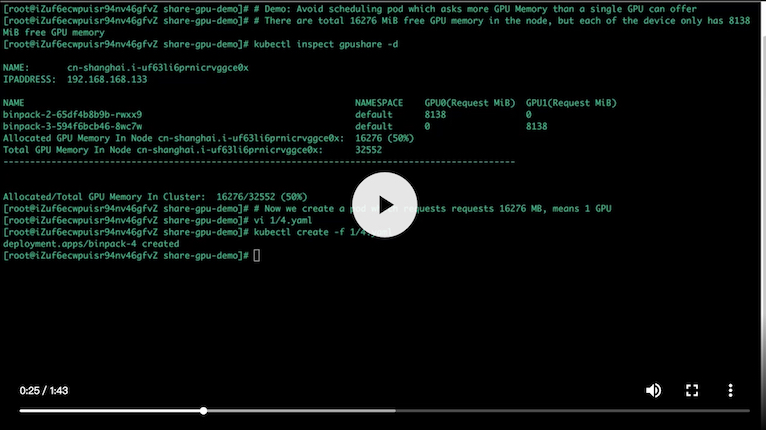 [root@iZuf6ecwpuisr94nv46gfvZ share-gpu-demo]# # Demo: Avoid scheduling pod which asks more GPU Memory than a single GPU can offer
[root@iZuf6ecwpuisr94nv46gfvZ share-gpu-demo]# # There are total 16276 MiB free GPU memory in the node, but each of the device only has 8138
MiB free GPU memory
[root@iZuf6ecwpuisr94nv46gfvZ share-gpu-demo]# kubectl inspect gpushare -d
NAME: cn-shanghai.i-uf63li6prnicrvggce0x
IPADDRESS: 192.168.168.133
NAME NAMESPACE GPU0(Request MiB) GPU1(Request MiB)
binpack-2-65df4b8b9b-rwxx9 default 8138 0
binpack-3-594f6bcb46-8wc7w default 0 8138
Allocated GPU Memory In Node cn-shanghai.i-uf63li6prnicrvggce0x: 16276 (50%)
Total GPU Memory In Node cn-shanghai.i-uf63li6prnicrvggce0x: 32552
------------------------------------------------------------------------------------------
Allocated/Total GPU Memory In Cluster: 16276/32552 (50%)
[root@iZuf6ecwpuisr94nv46gfvZ share-gpu-demo]# # Now we create a requests requests 16276 MB, means 1 GPU
[root@iZuf6ecwpuisr94nv46gfvZ share-gpu-demo]# vi 1/4.yaml
[root@iZuf6ecwpuisr94nv46gfvZ share-gpu-demo]# kubectl create -f 1/4.yaml
deployment.apps/binpack-4 created
[root@iZuf6ecwpuisr94nv46gfvZ share-gpu-demo]#
0:25 / 1:43